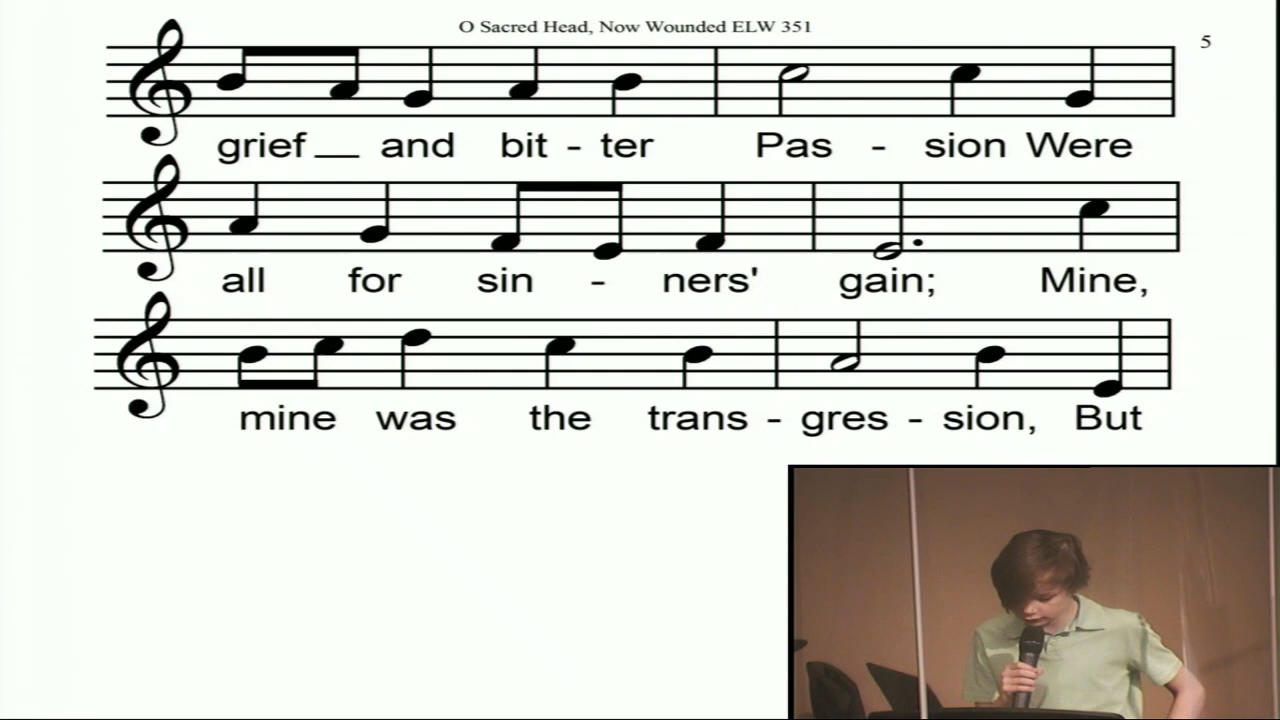 O Sacred Head, Now Wounded ELW 351
5
grief __ and bit - ter Pas - sion Were
all for sin - ners' gain; Mine,
mine was the trans - gres - sion, But